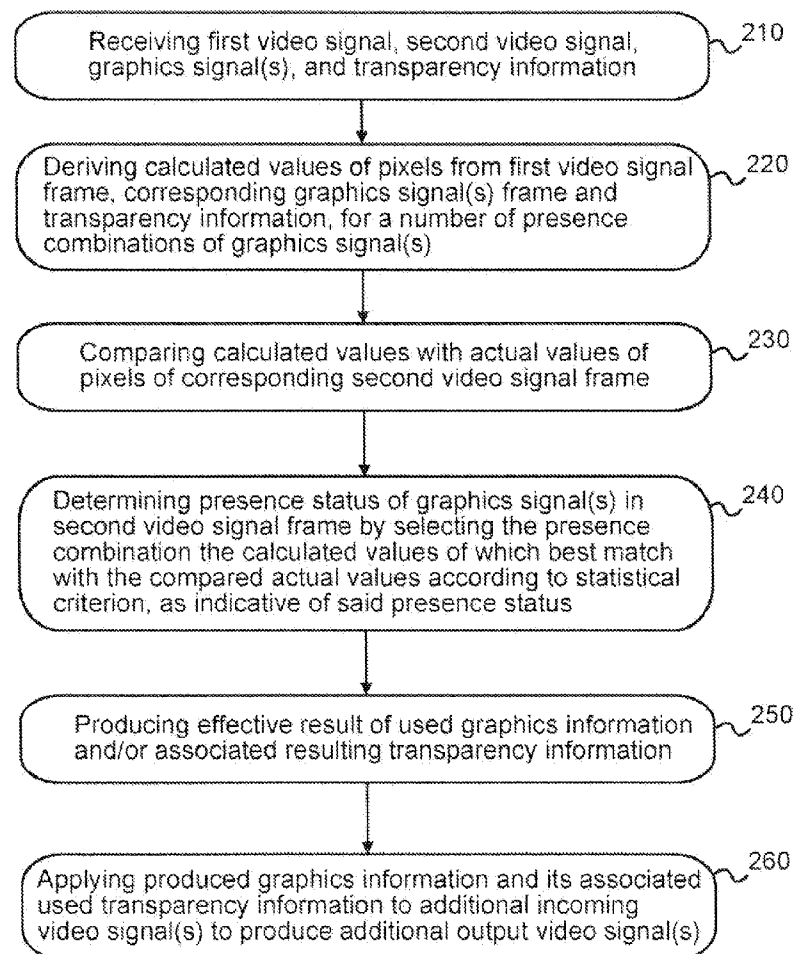 Receiving first video signal, second video signal,
graphics signal(s), and transparency information
210
Deriving calculated values of pixels from first video signal
frame, corresponding graphics signal(s) frame and
transparency information, for a number of presence
combinations of graphics signal(s)
220
Comparing calculated values with actual values of
pixels of corresponding second video signal frame
230
Determining presence status of graphics signal(s) in
second video signal frame by selecting the presence
combination the calculated values of which best match
with the compared actual values according to statistical
criterion, as indicative of said presence status
240
Producing effective result of used graphics information
and/or associated resulting transparency information
250
Applying produced graphics information and its associated
used transparency information to additional incoming
video signal(s) to produce additional output video signal(s)
260